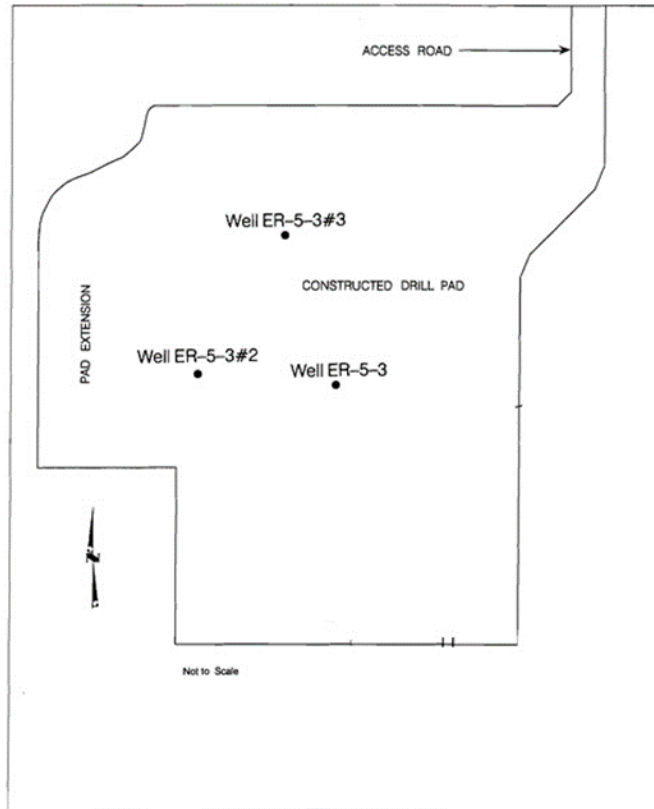 ACCESS ROAD
Well ER-5-3#3
CONSTRUCTED DRILL PAD
PAD EXTENSION
Well ER-5-3#2
Well ER-5-3
N
Not to Scale